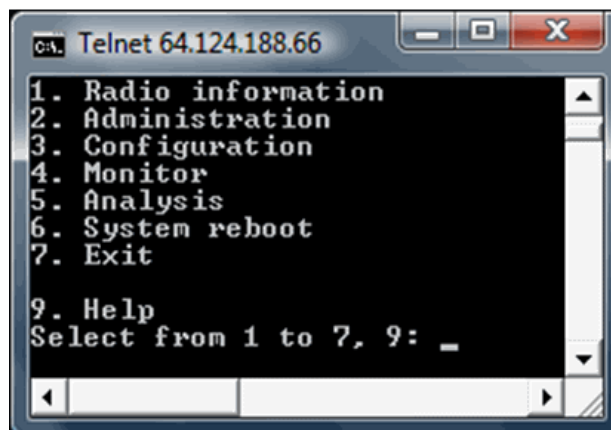 C:\. Telnet 64.124.188.66
1. Radio information
2. Administration
3. Configuration
4. Monitor
5. Analysis
6. System reboot
7. Exit
9. Help
Select from 1 to 7, 9: _